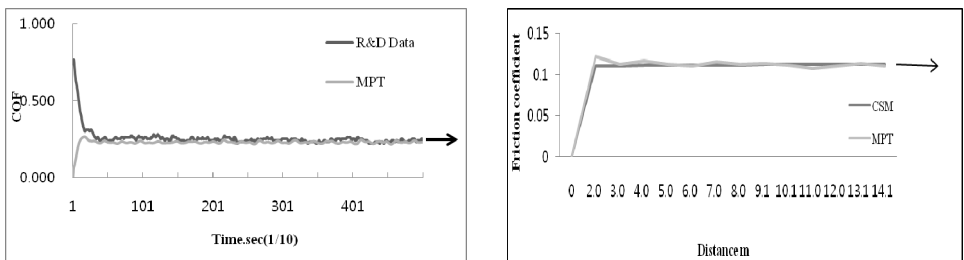 1.000
0.500
0.000
COF
R&D Data
MPT
1 101 201 301 401
Time.sec(1/10)
0.15
0.1
0.05
0
Friction coefficient
CSM
MPT
0 2.0 3.0 4.0 5.0 6.0 7.0 8.0 9.1 10.1 11.0 12.0 13.1 14.1
Distancem